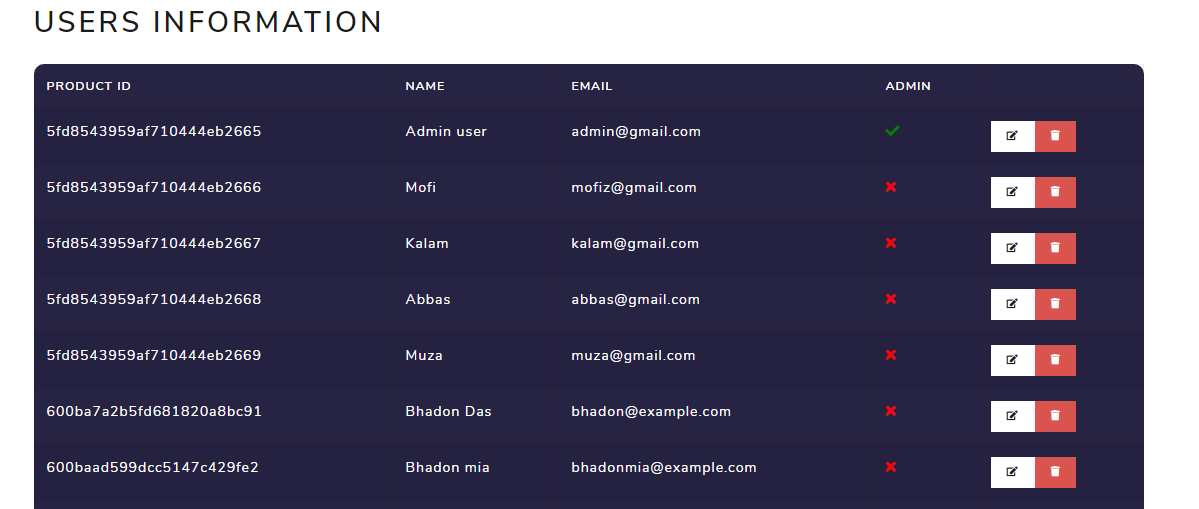 USERS INFORMATION
PRODUCT ID NAME EMAIL ADMIN
5fd8543959af710444eb2665 Admin user admin@gmail.com
5fd8543959af710444eb2666 Mofi mofiz@gmail.com
5fd8543959af710444eb2667 Kalam kalam@gmail.com
5fd8543959af710444eb2668 Abbas abbas@gmail.com
5fd8543959af710444eb2669 Muza muza@gmail.com
600ba7a2b5fd681820a8bc91 Bhadon Das bhadon@example.com
600baad599dcc5147c429fe2 Bhadon mia bhadonmia@example.com